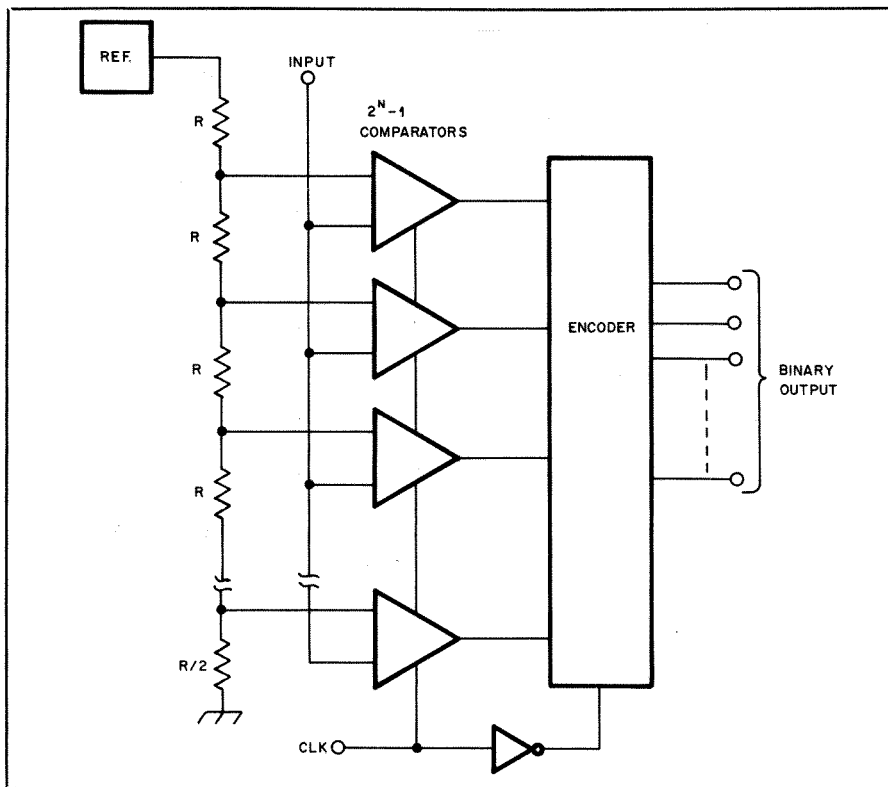 REF.
INPUT
2^N-1
COMPARATORS
R
R
R
R
R/2
ENCODER
BINARY
OUTPUT
CLK